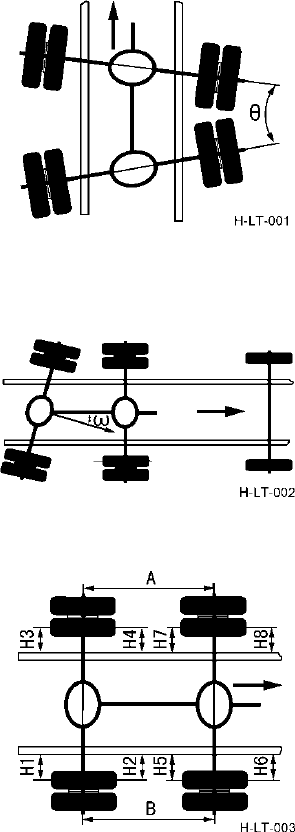 θ
H-LT-001
ω
H-LT-002
A
H3 H4 H7 H8
H1 H2 H5 H6
B
H-LT-003